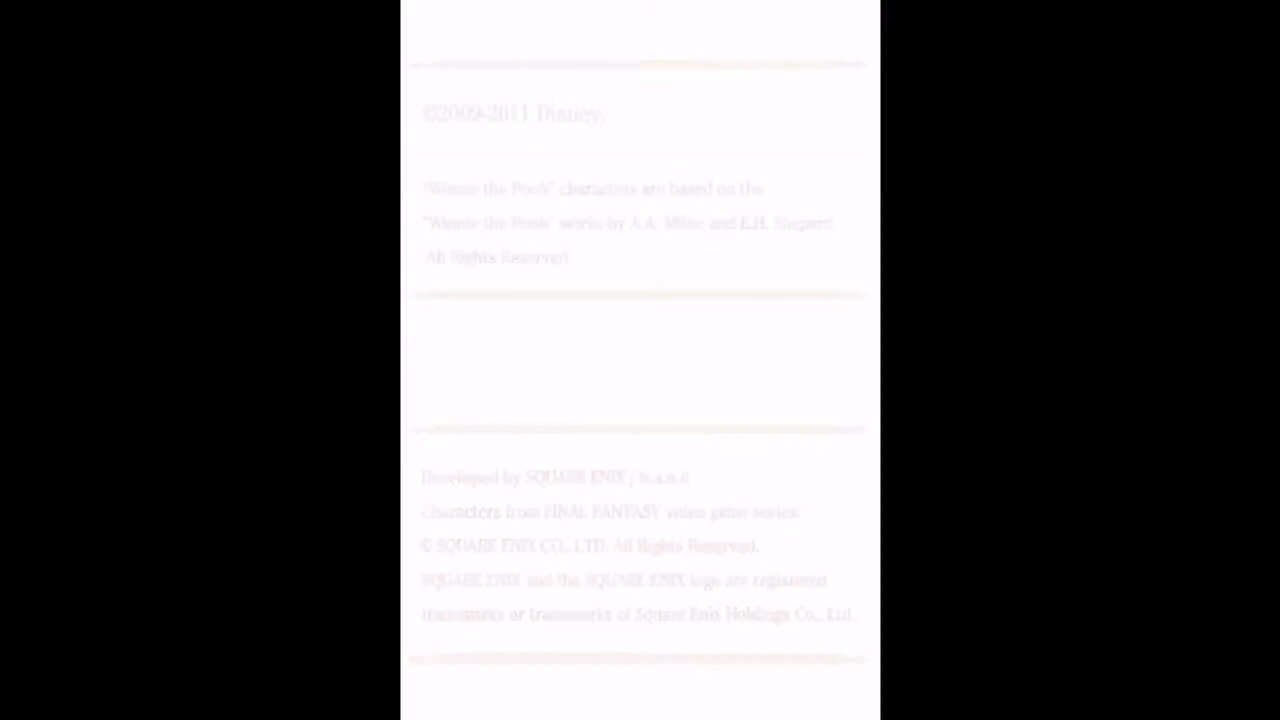 ©2009-2011 Disney.
"Winnie the Pooh" characters are based on the
"Winnie the Pooh" works by A.A. Milne and E.H. Shepard.
All Rights Reserved.
Developed by SQUARE ENIX / h.a.n.d
Characters from FINAL FANTASY video game series
© SQUARE ENIX CO., LTD. All Rights Reserved.
SQUARE ENIX and the SQUARE ENIX logo are registered
trademarks or trademarks of Square Enix Holdings Co., Ltd.